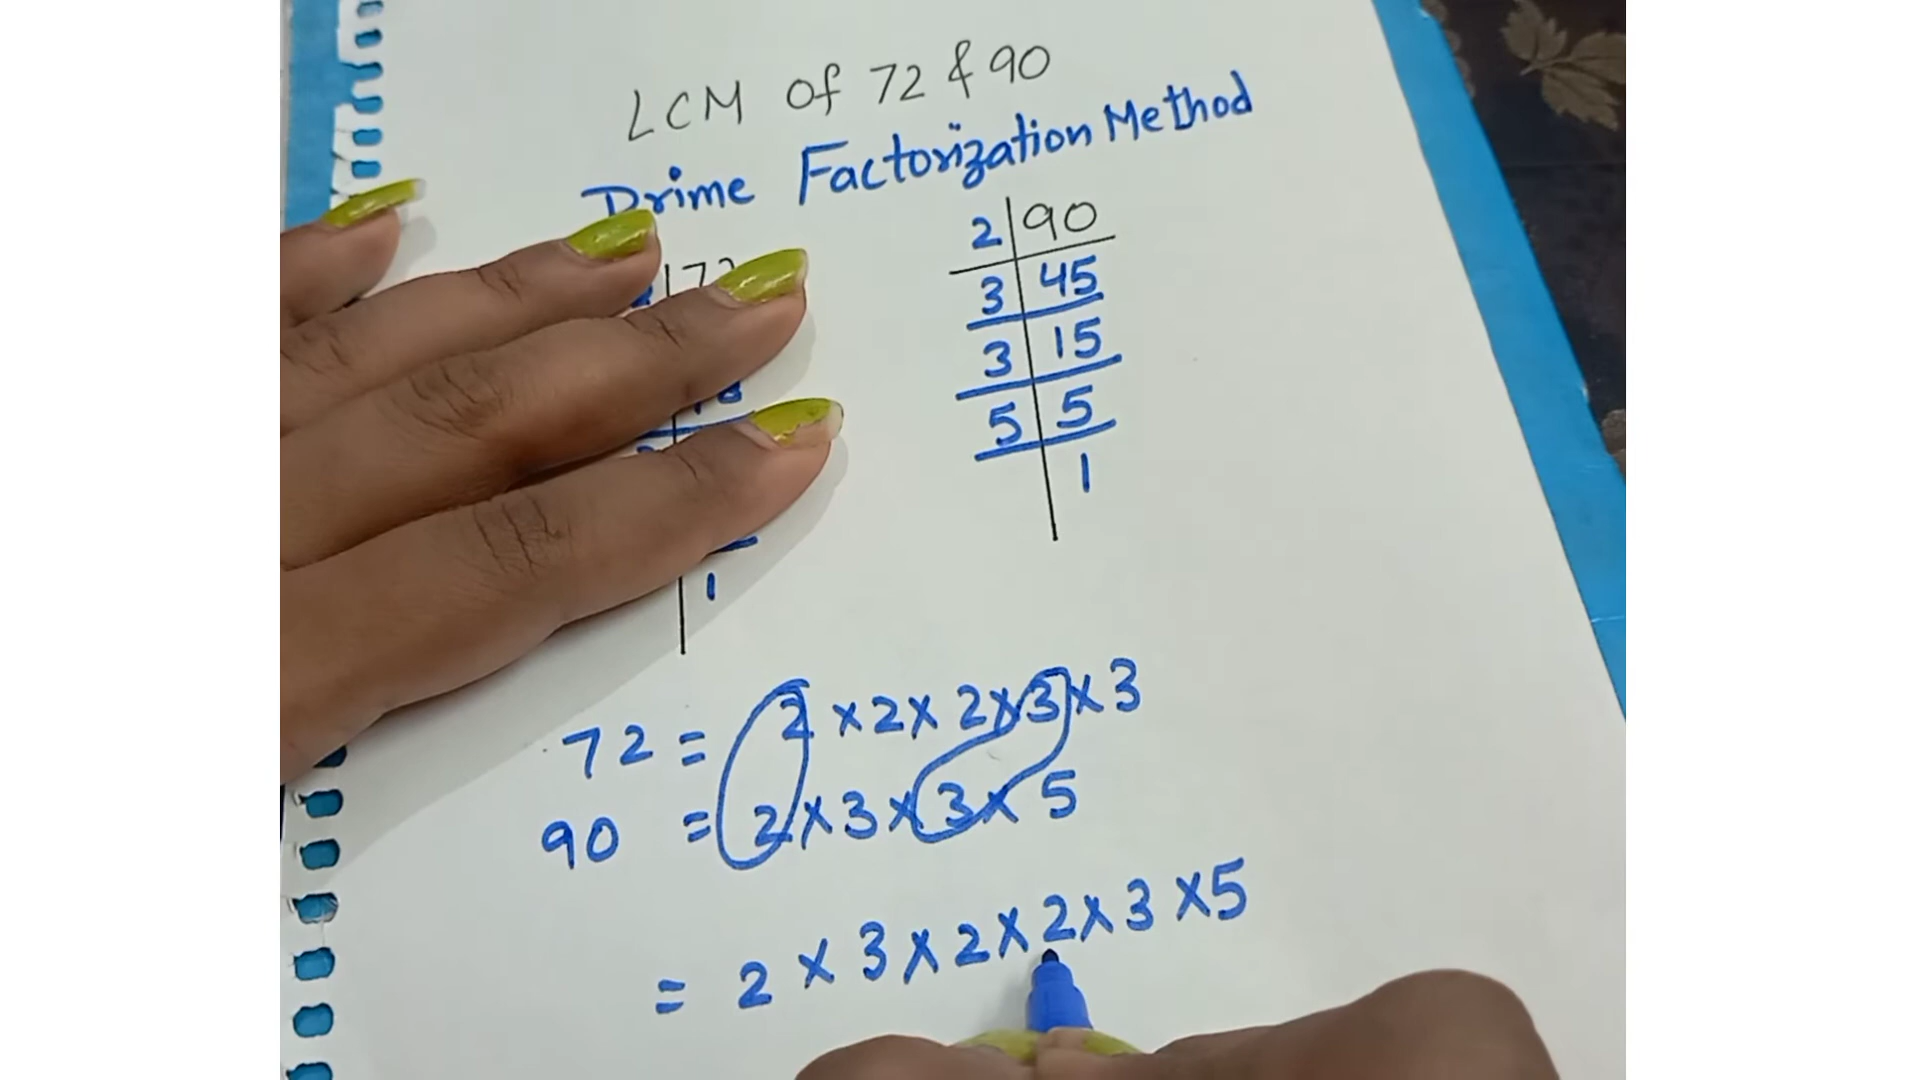 LCM of 72 & 90
Prime Factorization Method
72
1
2 90
3 45
3 15
5 5
1
72 = 2 × 2 × 2 × 3 × 3
90 = 2 × 3 × 3 × 5
= 2 × 3 × 2 × 2 × 3 × 5